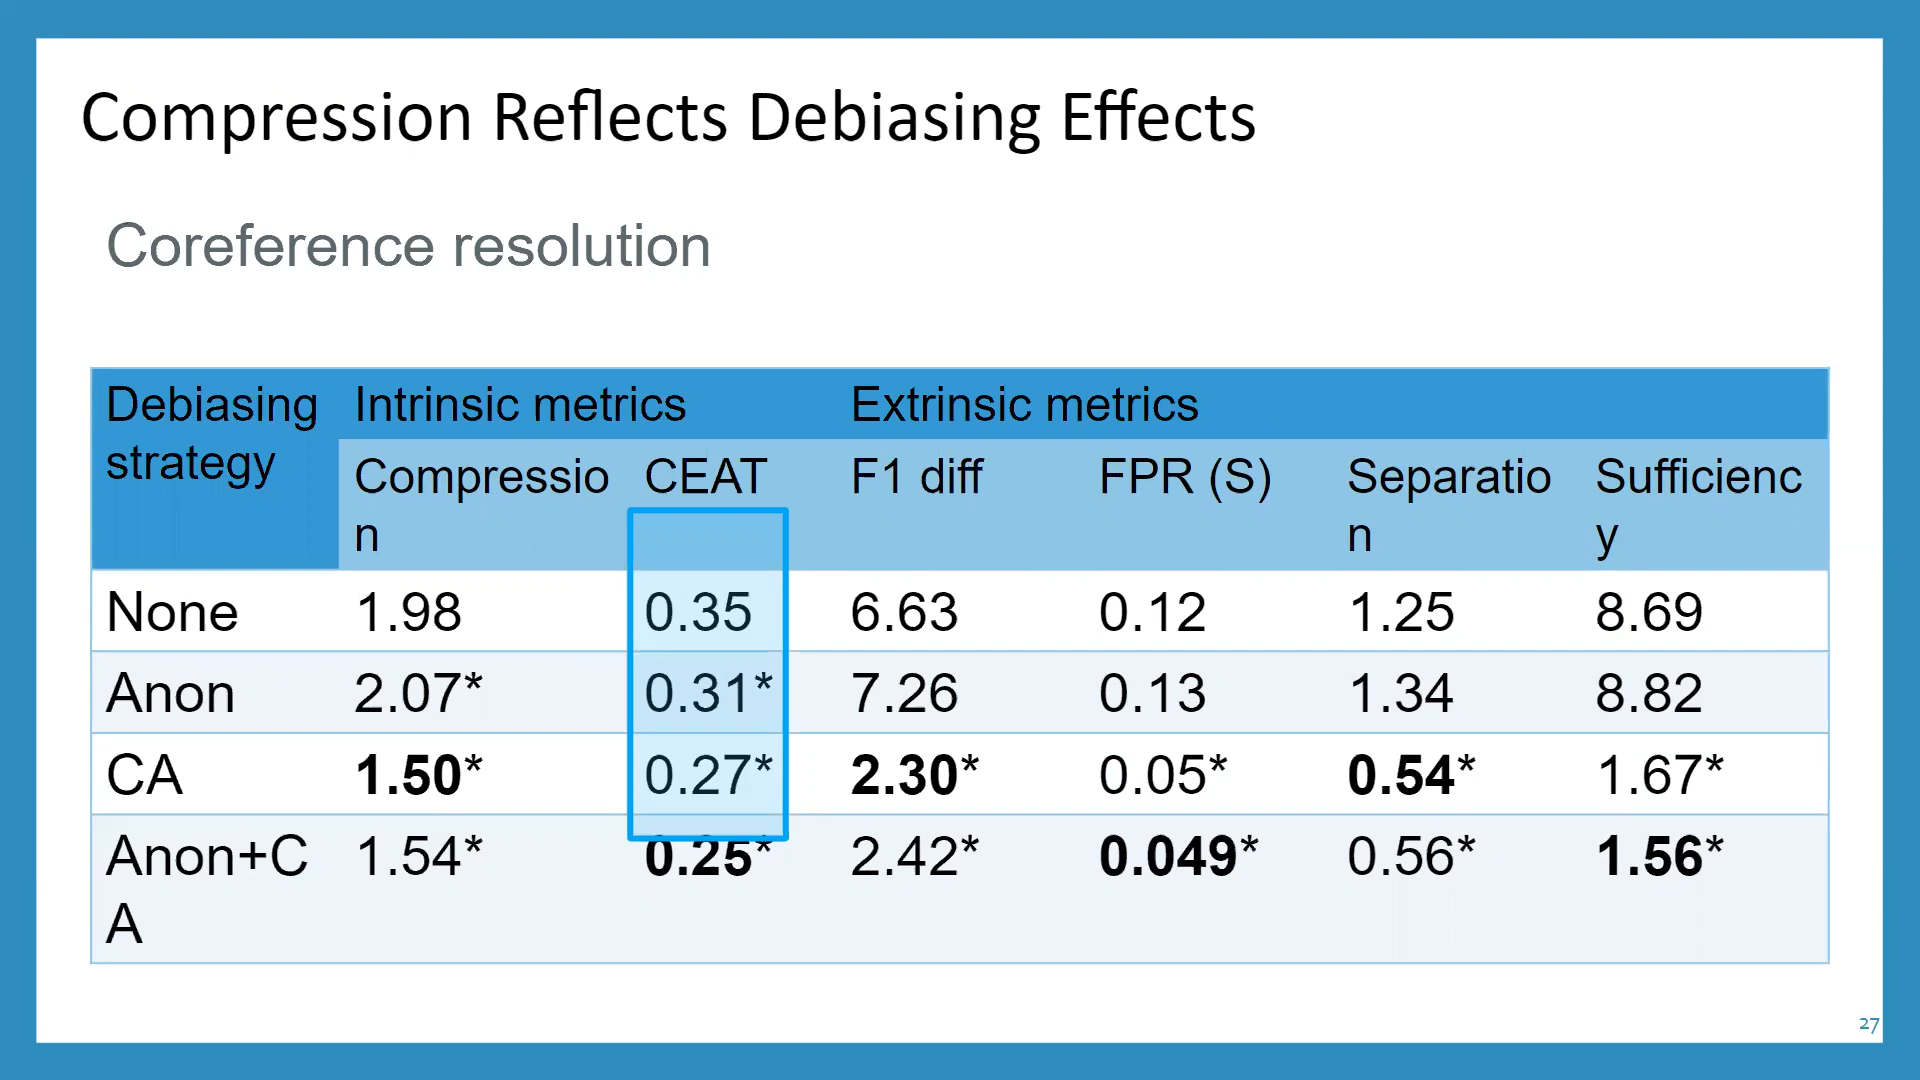 Compression Reflects Debiasing Effects
Coreference resolution
Debiasing strategy Intrinsic metrics Extrinsic metrics
Compression CEAT F1 diff FPR (S) Separation Sufficiency
None 1.98 0.35 6.63 0.12 1.25 8.69
Anon 2.07* 0.31* 7.26 0.13 1.34 8.82
CA 1.50* 0.27* 2.30* 0.05* 0.54* 1.67*
Anon+CA 1.54* 0.25* 2.42* 0.049* 0.56* 1.56*
27